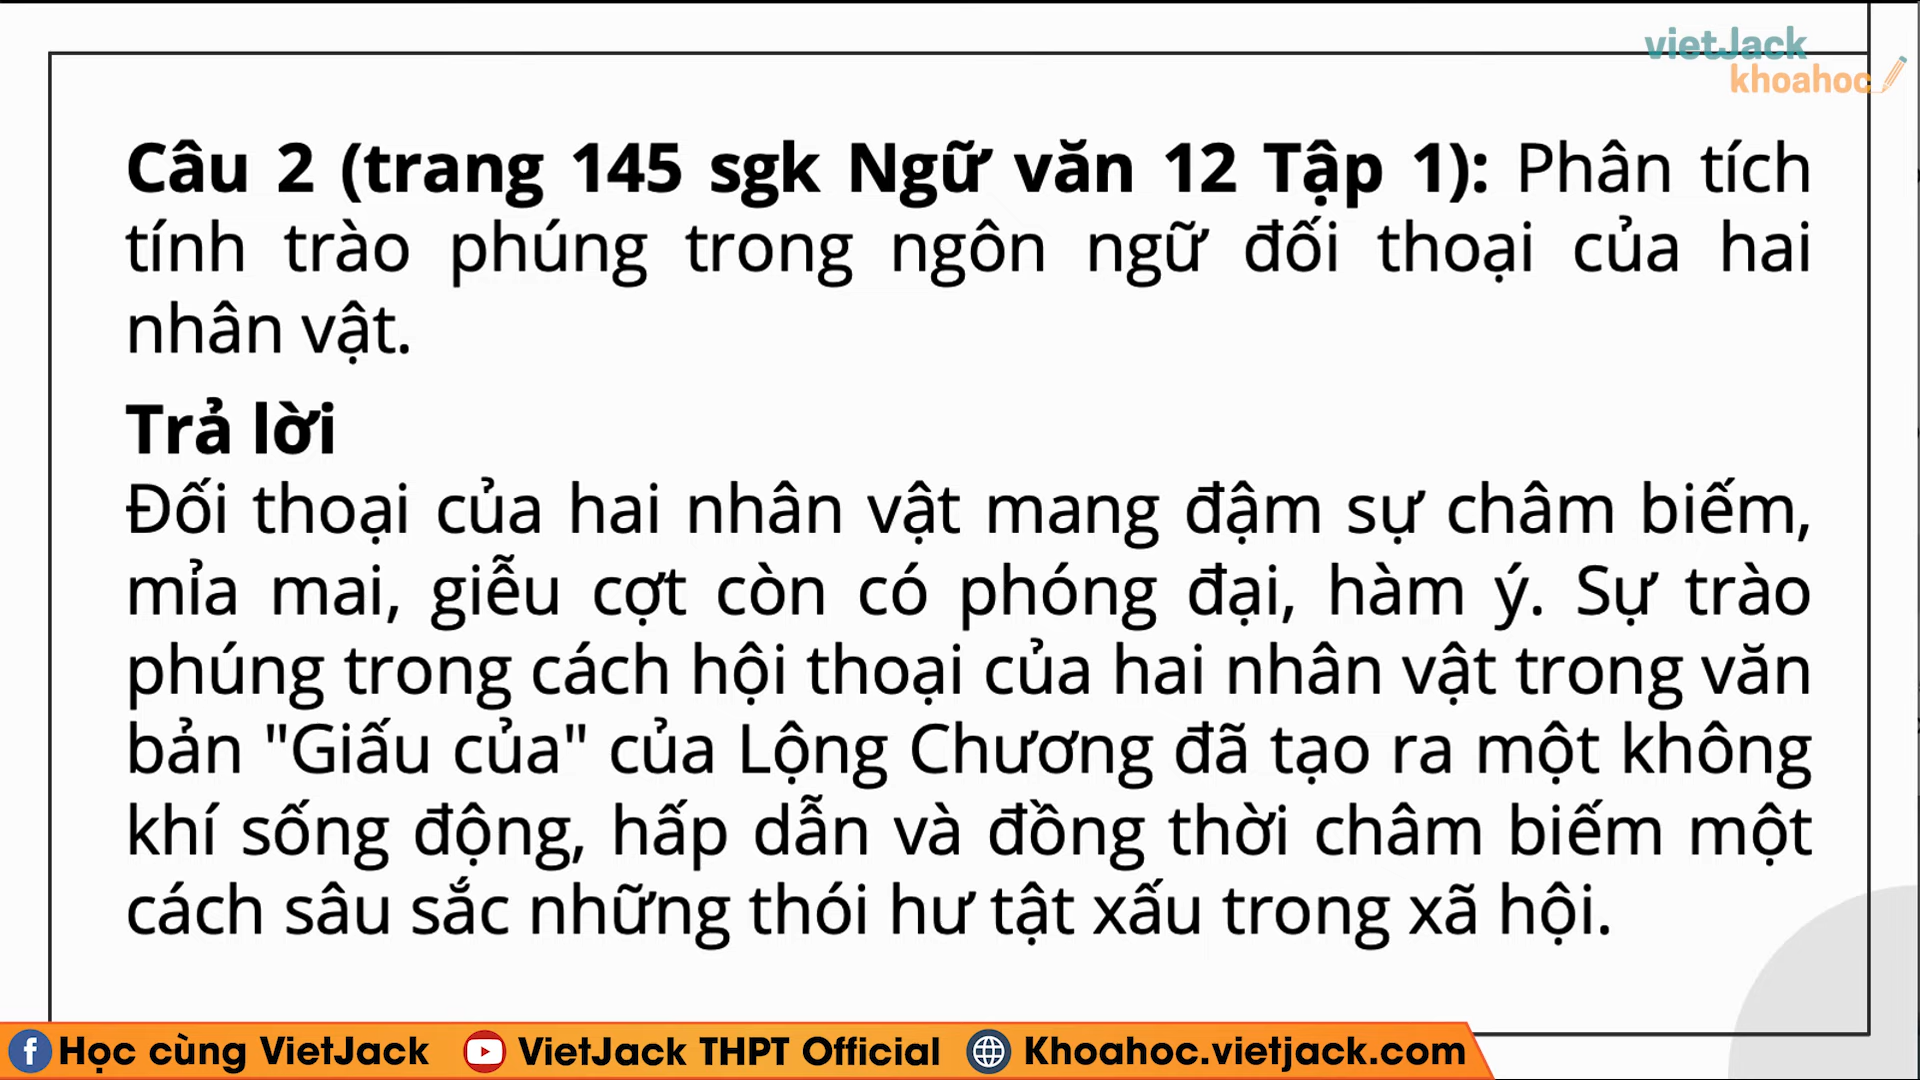 vietJack
khoahoc
Câu 2 (trang 145 sgk Ngữ văn 12 Tập 1): Phân tích
tính trào phúng trong ngôn ngữ đối thoại của hai
nhân vật.
Trả lời
Đối thoại của hai nhân vật mang đậm sự châm biếm,
mỉa mai, giễu cợt còn có phóng đại, hàm ý. Sự trào
phúng trong cách hội thoại của hai nhân vật trong văn
bản "Giấu của" của Lộng Chương đã tạo ra một không
khí sống động, hấp dẫn và đồng thời châm biếm một
cách sâu sắc những thói hư tật xấu trong xã hội.
Học cùng VietJack VietJack THPT Official Khoahoc.vietjack.com